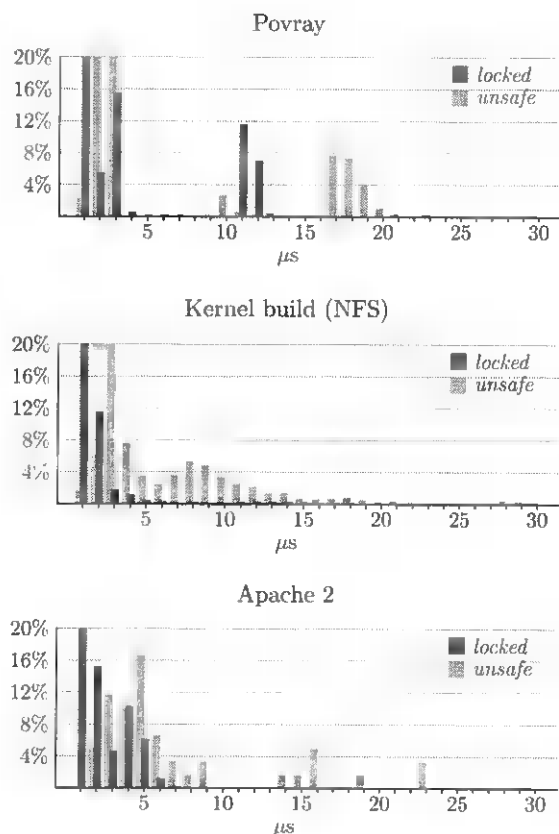 Povray
20%
16%
12%
8%
4%
locked
unsafe
5 10 15 20 25 30
μs
Kernel build (NFS)
20%
16%
12%
8%
4%
locked
unsafe
5 10 15 20 25 30
μs
Apache 2
20%
16%
12%
8%
4%
locked
unsafe
5 10 15 20 25 30
μs